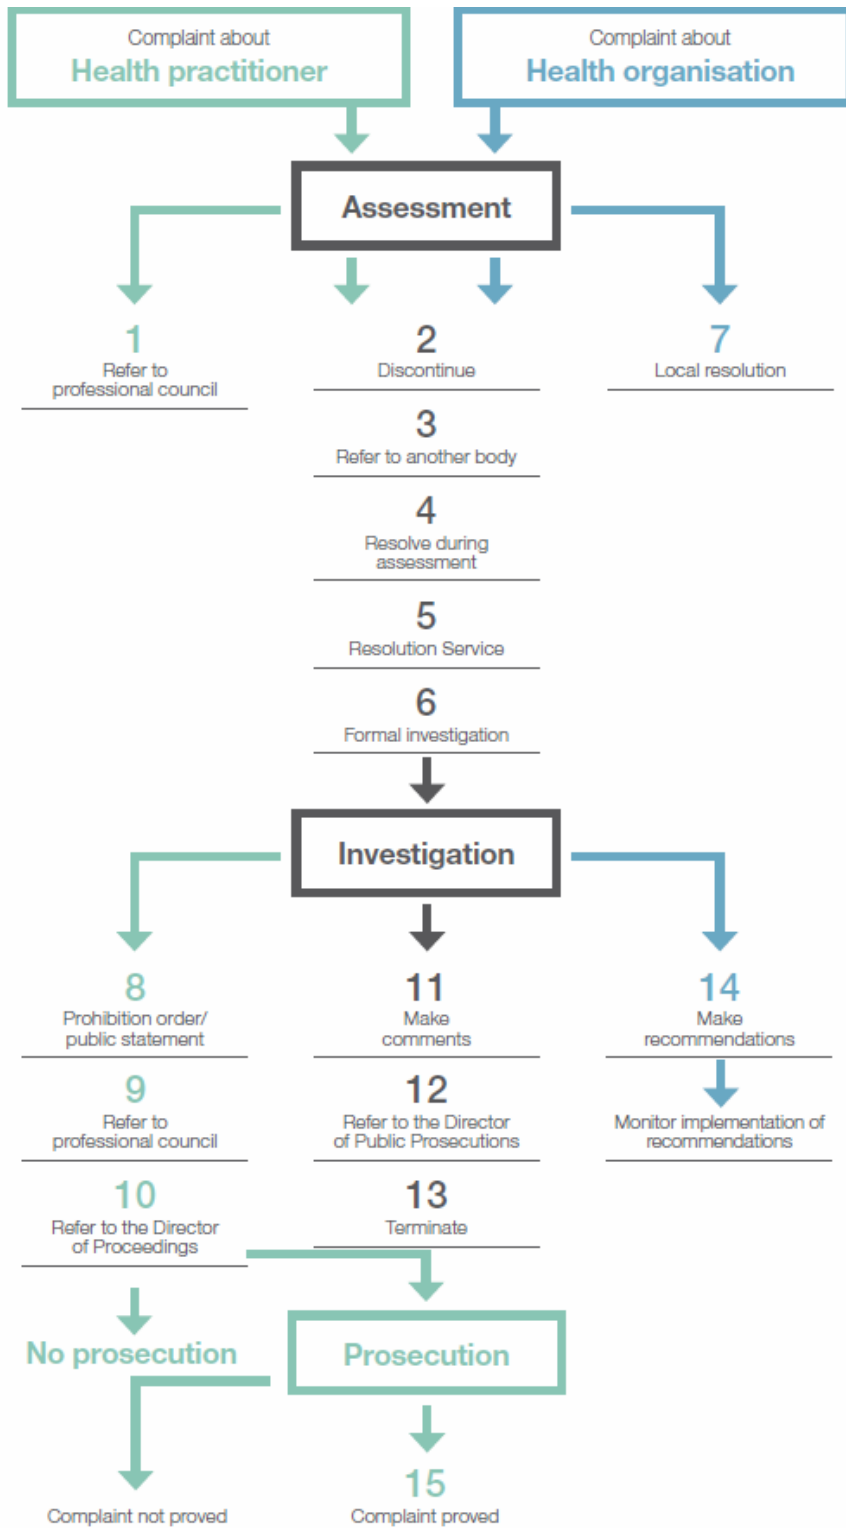 Complaint about
Health practitioner
Complaint about
Health organisation
Assessment
1
Refer to
professional council
2
Discontinue
3
Refer to another body
4
Resolve during
assessment
5
Resolution Service
6
Formal investigation
7
Local resolution
Investigation
8
Prohibition order/
public statement
9
Refer to
professional council
10
Refer to the Director
of Proceedings
11
Make
comments
12
Refer to the Director
of Public Prosecutions
13
Terminate
14
Make
recommendations
Monitor implementation of
recommendations
No prosecution
Prosecution
Complaint not proved
15
Complaint proved